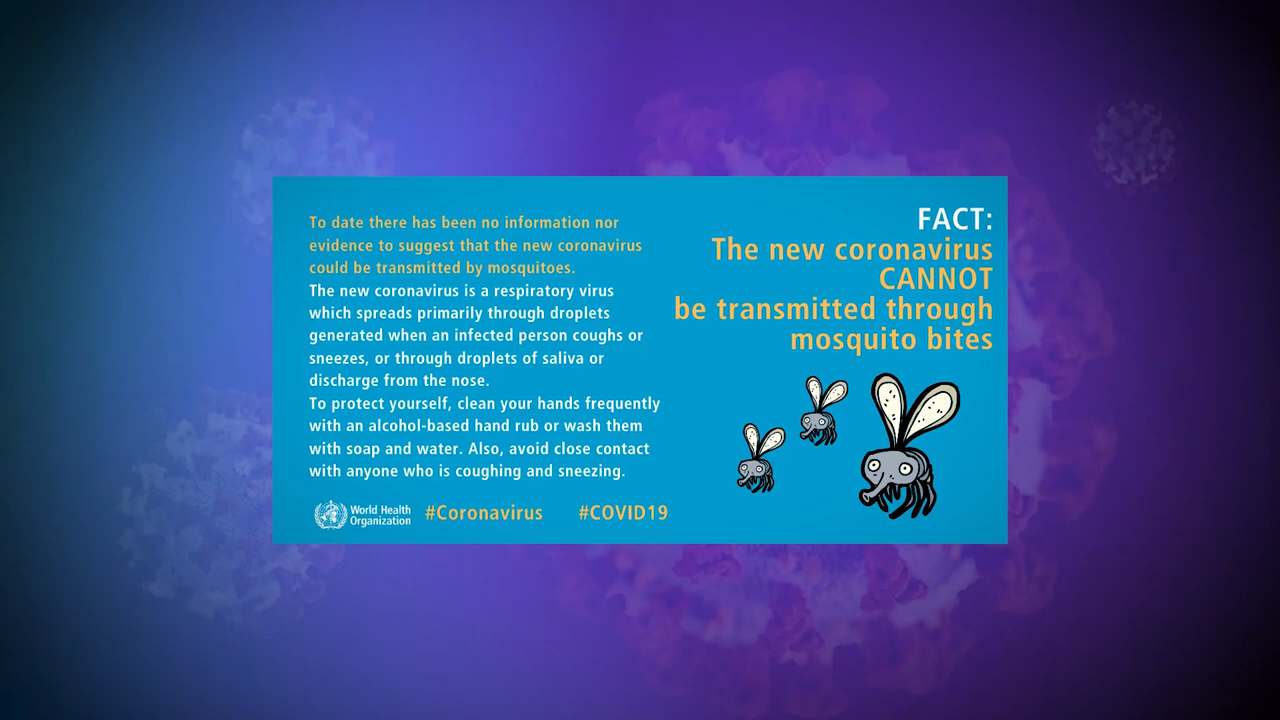 To date there has been no information nor
evidence to suggest that the new coronavirus
could be transmitted by mosquitoes.
The new coronavirus is a respiratory virus
which spreads primarily through droplets
generated when an infected person coughs or
sneezes, or through droplets of saliva or
discharge from the nose.
To protect yourself, clean your hands frequently
with an alcohol-based hand rub or wash them
with soap and water. Also, avoid close contact
with anyone who is coughing and sneezing.
World Health
Organization
#Coronavirus
#COVID19
FACT:
The new coronavirus
CANNOT
be transmitted through
mosquito bites